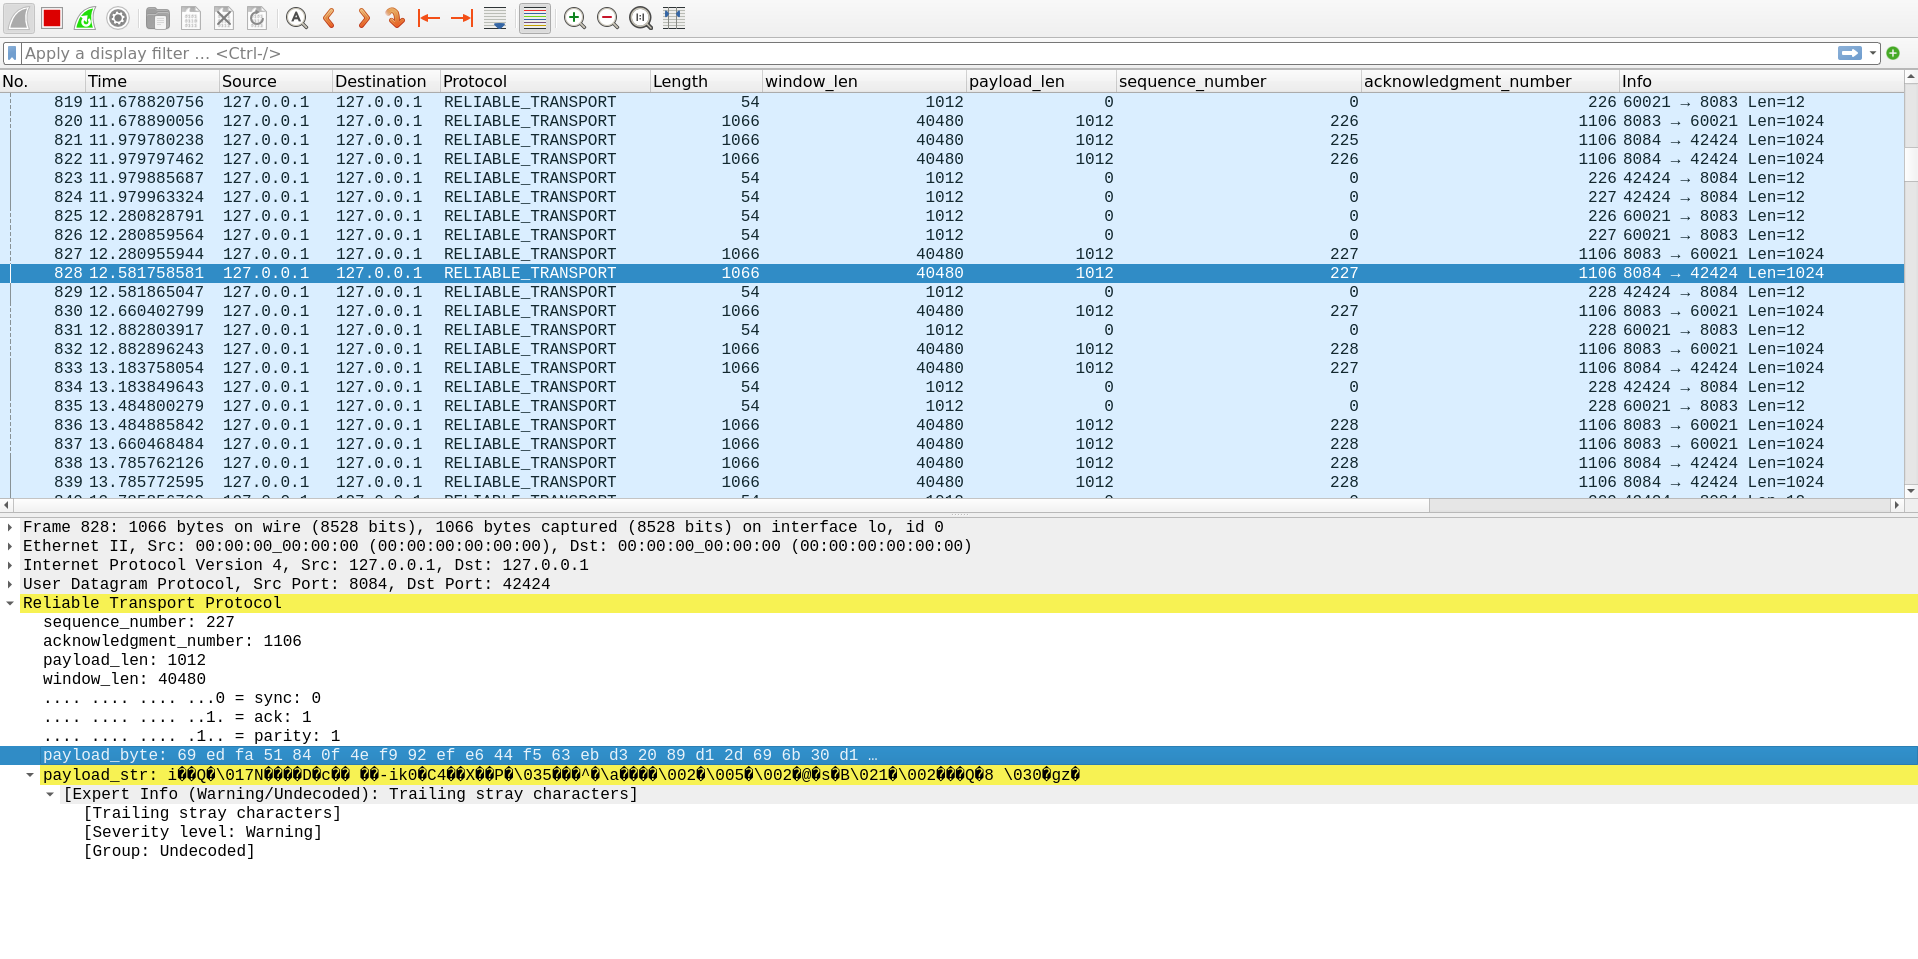 Apply a display filter … <Ctrl-/>
No. Time Source Destination Protocol Length window_len payload_len sequence_number acknowledgment_number Info
819 11.678820756 127.0.0.1 127.0.0.1 RELIABLE_TRANSPORT 54 1012 0 0 226 60021 → 8083 Len=12
820 11.678890056 127.0.0.1 127.0.0.1 RELIABLE_TRANSPORT 1066 40480 1012 226 1106 8083 → 60021 Len=1024
821 11.979780238 127.0.0.1 127.0.0.1 RELIABLE_TRANSPORT 1066 40480 1012 225 1106 8084 → 42424 Len=1024
822 11.979797462 127.0.0.1 127.0.0.1 RELIABLE_TRANSPORT 1066 40480 1012 226 1106 8084 → 42424 Len=1024
823 11.979885687 127.0.0.1 127.0.0.1 RELIABLE_TRANSPORT 54 1012 0 0 226 42424 → 8084 Len=12
824 11.979963324 127.0.0.1 127.0.0.1 RELIABLE_TRANSPORT 54 1012 0 0 227 42424 → 8084 Len=12
825 12.280828791 127.0.0.1 127.0.0.1 RELIABLE_TRANSPORT 54 1012 0 0 226 60021 → 8083 Len=12
826 12.280859564 127.0.0.1 127.0.0.1 RELIABLE_TRANSPORT 54 1012 0 0 227 60021 → 8083 Len=12
827 12.280955944 127.0.0.1 127.0.0.1 RELIABLE_TRANSPORT 1066 40480 1012 227 1106 8083 → 60021 Len=1024
828 12.581758581 127.0.0.1 127.0.0.1 RELIABLE_TRANSPORT 1066 40480 1012 227 1106 8084 → 42424 Len=1024
829 12.581865047 127.0.0.1 127.0.0.1 RELIABLE_TRANSPORT 54 1012 0 0 228 42424 → 8084 Len=12
830 12.660402799 127.0.0.1 127.0.0.1 RELIABLE_TRANSPORT 1066 40480 1012 227 1106 8083 → 60021 Len=1024
831 12.882803917 127.0.0.1 127.0.0.1 RELIABLE_TRANSPORT 54 1012 0 0 228 60021 → 8083 Len=12
832 12.882896243 127.0.0.1 127.0.0.1 RELIABLE_TRANSPORT 1066 40480 1012 228 1106 8083 → 60021 Len=1024
833 13.183758054 127.0.0.1 127.0.0.1 RELIABLE_TRANSPORT 1066 40480 1012 227 1106 8084 → 42424 Len=1024
834 13.183849643 127.0.0.1 127.0.0.1 RELIABLE_TRANSPORT 54 1012 0 0 228 42424 → 8084 Len=12
835 13.484800279 127.0.0.1 127.0.0.1 RELIABLE_TRANSPORT 54 1012 0 0 228 60021 → 8083 Len=12
836 13.484885842 127.0.0.1 127.0.0.1 RELIABLE_TRANSPORT 1066 40480 1012 228 1106 8083 → 60021 Len=1024
837 13.660468484 127.0.0.1 127.0.0.1 RELIABLE_TRANSPORT 1066 40480 1012 228 1106 8083 → 60021 Len=1024
838 13.785762126 127.0.0.1 127.0.0.1 RELIABLE_TRANSPORT 1066 40480 1012 228 1106 8084 → 42424 Len=1024
839 13.785772595 127.0.0.1 127.0.0.1 RELIABLE_TRANSPORT 1066 40480 1012 228 1106 8084 → 42424 Len=1024
Frame 828: 1066 bytes on wire (8528 bits), 1066 bytes captured (8528 bits) on interface lo, id 0
Ethernet II, Src: 00:00:00_00:00:00 (00:00:00:00:00:00), Dst: 00:00:00_00:00:00 (00:00:00:00:00:00)
Internet Protocol Version 4, Src: 127.0.0.1, Dst: 127.0.0.1
User Datagram Protocol, Src Port: 8084, Dst Port: 42424
Reliable Transport Protocol
sequence_number: 227
acknowledgment_number: 1106
payload_len: 1012
window_len: 40480
.... .... .... ...0 = sync: 0
.... .... .... ..1. = ack: 1
.... .... .... .1.. = parity: 1
payload_byte: 69 ed fa 51 84 0f 4e f9 92 ef e6 44 f5 63 eb d3 20 89 d1 2d 69 6b 30 d1 …
payload_str: i��Q�\017N����D�c�� ��-ik0�C4��X��P�\035���^�\a����\002�\005�\002�@�s�B\021�\002���Q�8 \030�gz�
[Expert Info (Warning/Undecoded): Trailing stray characters]
[Trailing stray characters]
[Severity level: Warning]
[Group: Undecoded]